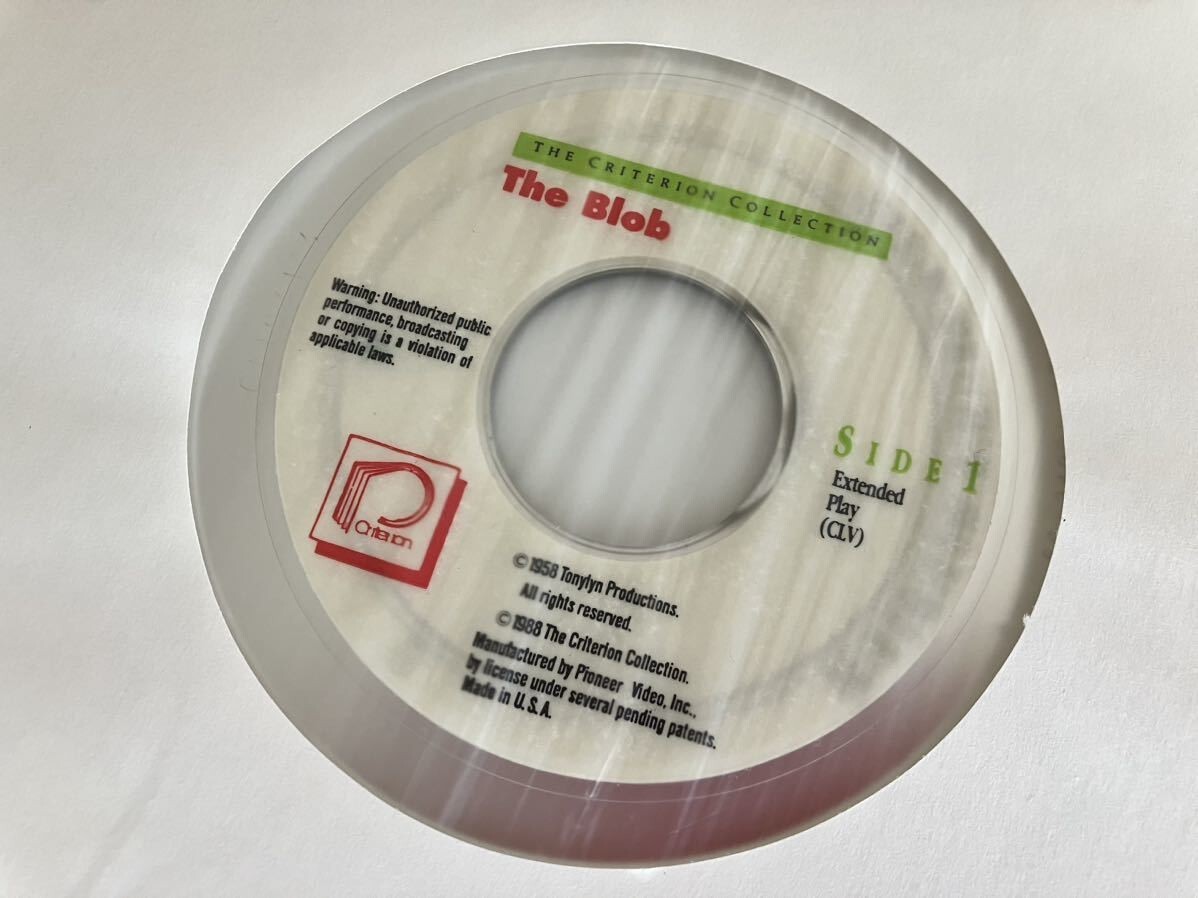 THE CRITERION COLLECTION
The Blob
Warning: Unauthorized public
performance, broadcasting
or copying is a violation of
applicable laws.
SIDE 1
Extended
Play
(CLV)
Criterion
© 1958 Tonylyn Productions.
All rights reserved.
© 1988 The Criterion Collection.
Manufactured by Pioneer Video, Inc.,
by license under several pending patents.
Made in U.S.A.